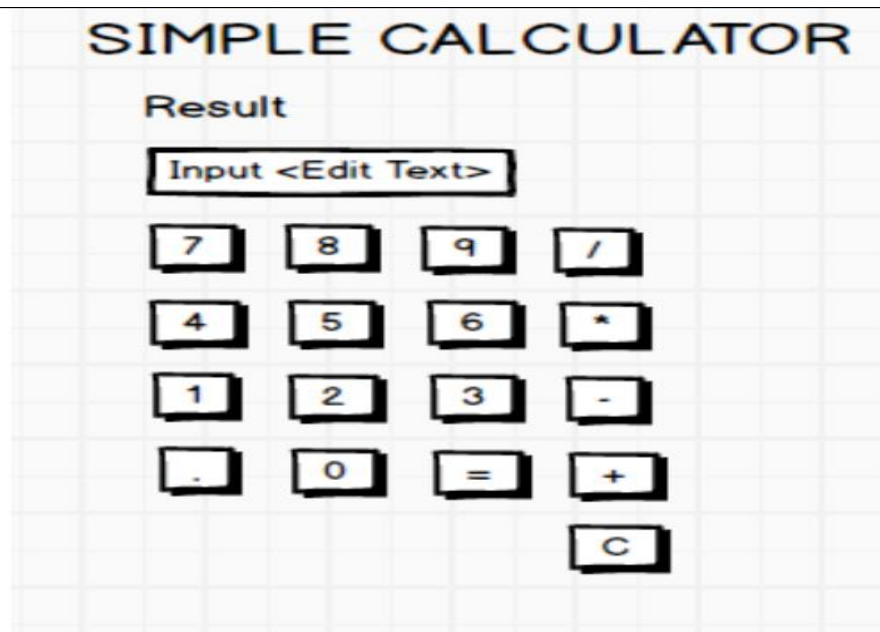 SIMPLE CALCULATOR
Result
Input <Edit Text>
7 8 9 /
4 5 6 *
1 2 3 -
. 0 = +
C